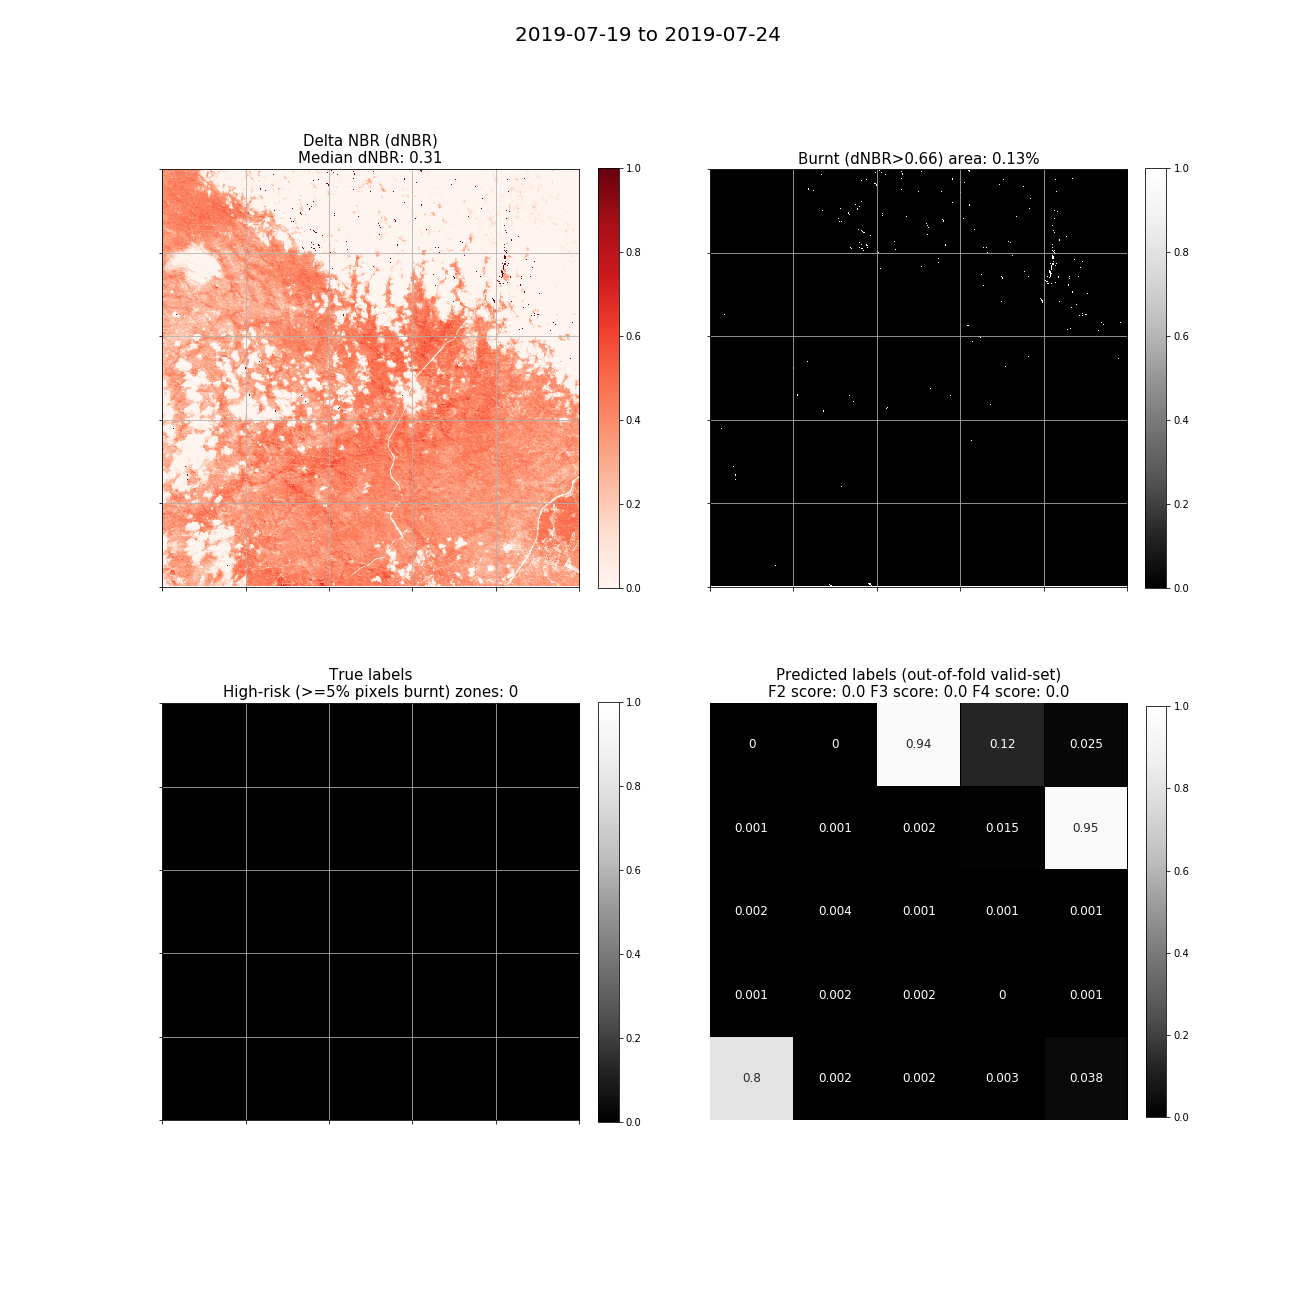 2019-07-19 to 2019-07-24
Delta NBR (dNBR)
Median dNBR: 0.31
1.0
0.8
0.6
0.4
0.2
0.0
Burnt (dNBR>0.66) area: 0.13%
1.0
0.8
0.6
0.4
0.2
0.0
True labels
High-risk (>=5% pixels burnt) zones: 0
1.0
0.8
0.6
0.4
0.2
0.0
Predicted labels (out-of-fold valid-set)
F2 score: 0.0 F3 score: 0.0 F4 score: 0.0
0 0 0.94 0.12 0.025
0.001 0.001 0.002 0.015 0.95
0.002 0.004 0.001 0.001 0.001
0.001 0.002 0.002 0 0.001
0.8 0.002 0.002 0.003 0.038
1.0
0.8
0.6
0.4
0.2
0.0